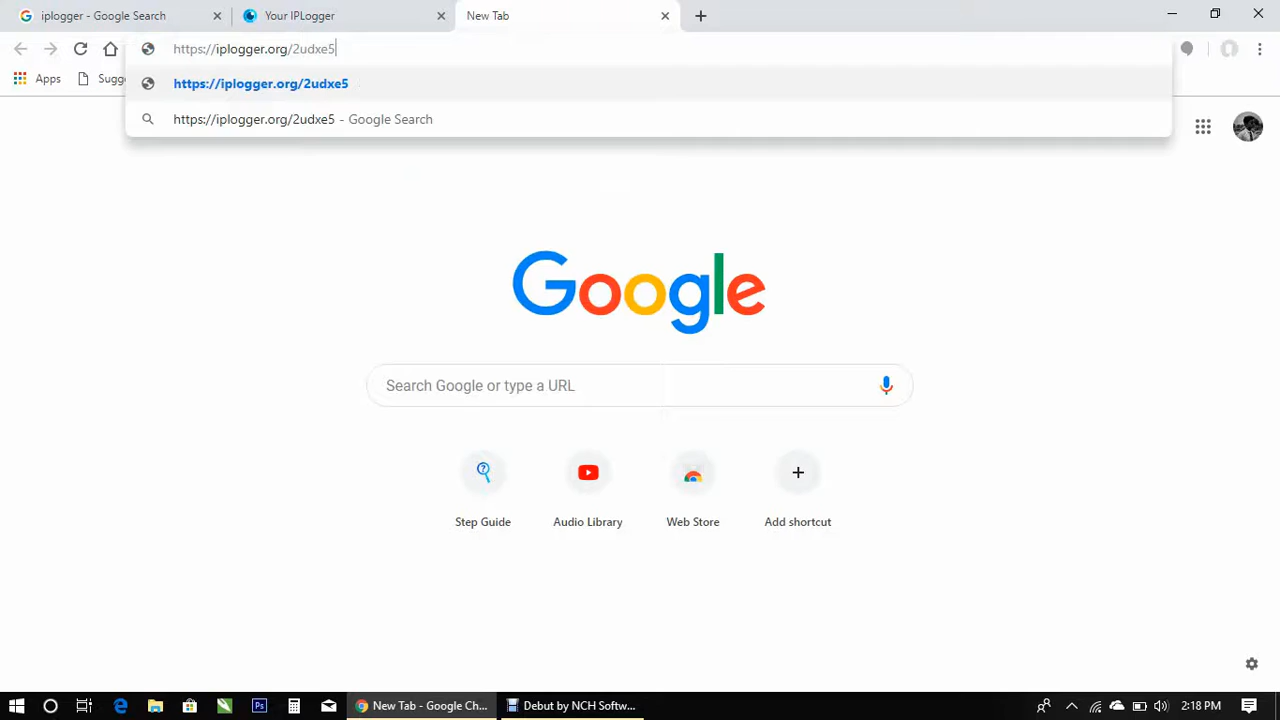 iplogger - Google Search
Your IPLogger
New Tab
https://iplogger.org/2udxe5
Apps
Sugg
https://iplogger.org/2udxe5
https://iplogger.org/2udxe5 - Google Search
Google
Search Google or type a URL
Step Guide
Audio Library
Web Store
Add shortcut
New Tab - Google Ch...
Debut by NCH Softw...
2:18 PM